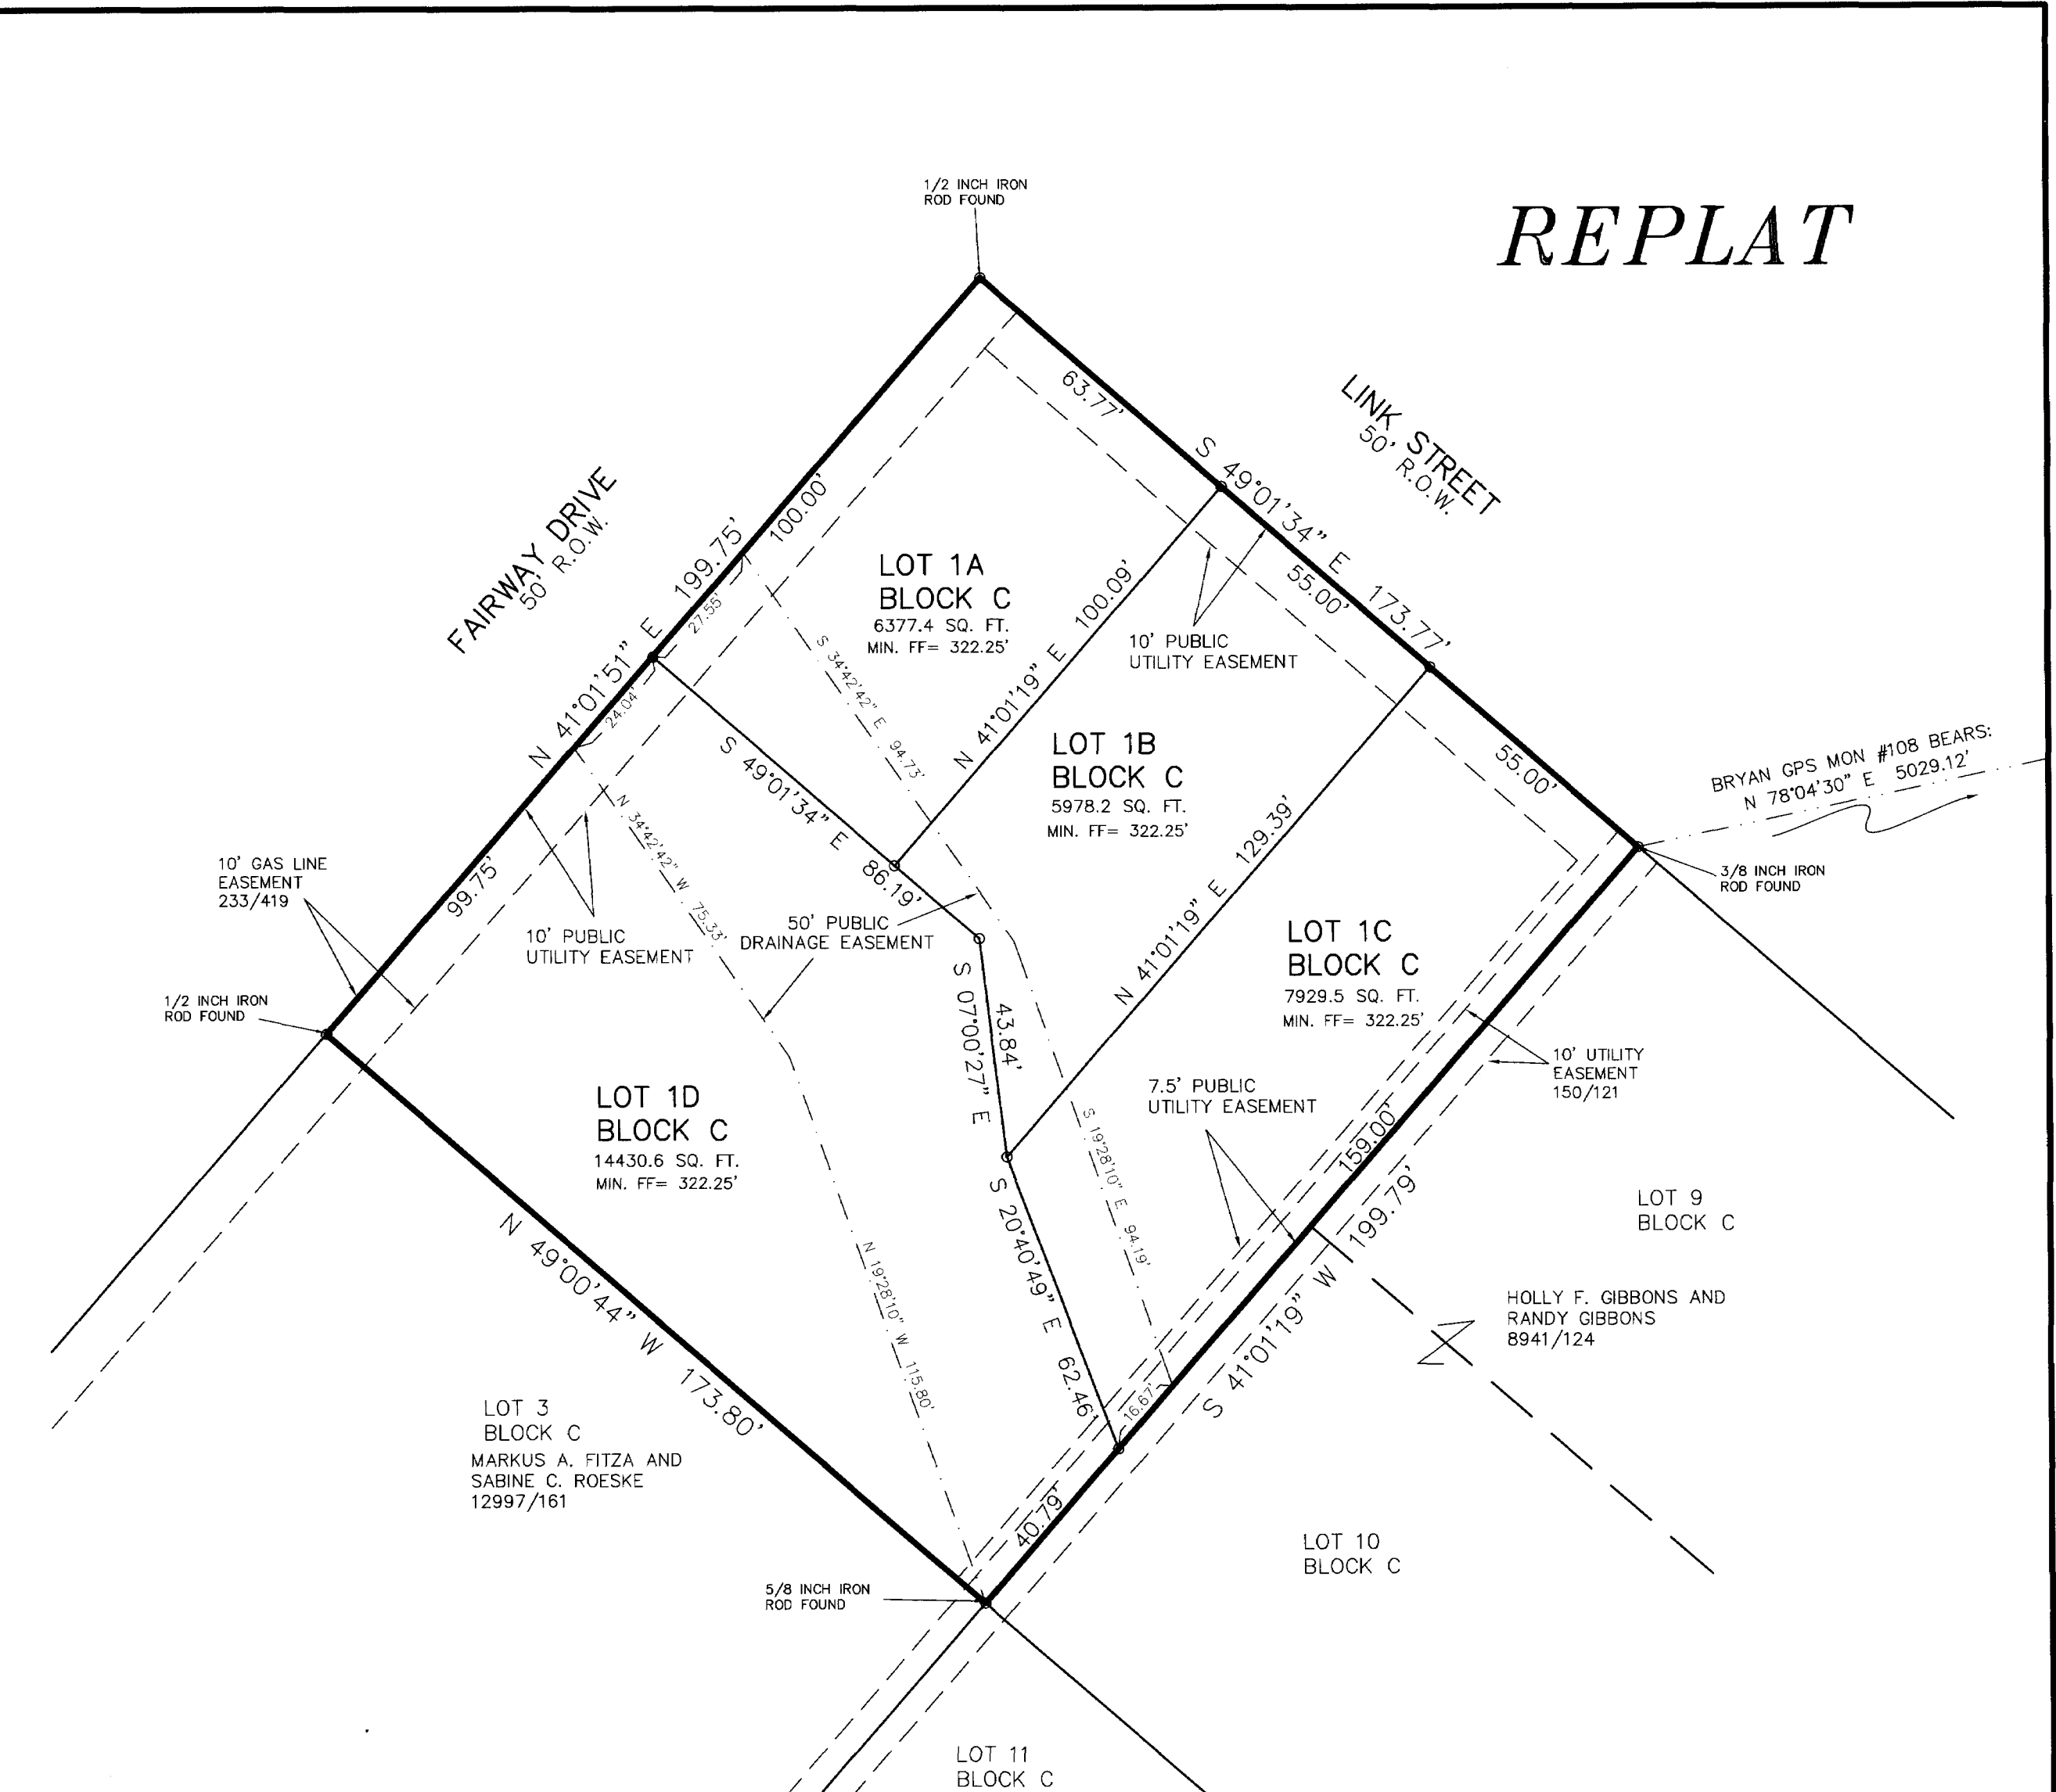 REPLAT
1/2 INCH IRON
ROD FOUND
63.77'
LINK STREET
50' R.O.W.
S 49°01'34" E 173.77'
55.00'
55.00'
FAIRWAY DRIVE
50' R.O.W.
N 41°01'51" E 199.75'
100.00'
27.55'
24.04'
99.75'
LOT 1A
BLOCK C
6377.4 SQ. FT.
MIN. FF= 322.25'
10' PUBLIC
UTILITY EASEMENT
N 41°01'19" E 100.09'
S 34°42'42" E 94.73'
LOT 1B
BLOCK C
5978.2 SQ. FT.
MIN. FF= 322.25'
BRYAN GPS MON #108 BEARS:
N 78°04'30" E 5029.12'
3/8 INCH IRON
ROD FOUND
S 49°01'34" E 86.19'
N 34°42'42" W 75.33'
10' GAS LINE
EASEMENT
233/419
10' PUBLIC
UTILITY EASEMENT
50' PUBLIC
DRAINAGE EASEMENT
N 41°01'19" E 129.39'
LOT 1C
BLOCK C
7929.5 SQ. FT.
MIN. FF= 322.25'
1/2 INCH IRON
ROD FOUND
S 07°00'27" E
43.84'
10' UTILITY
EASEMENT
150/121
7.5' PUBLIC
UTILITY EASEMENT
LOT 1D
BLOCK C
14430.6 SQ. FT.
MIN. FF= 322.25'
S 19°28'10" E 94.19'
159.00'
S 41°01'19" W 199.79'
LOT 9
BLOCK C
N 49°00'44" W 173.80'
N 19°28'10" W 115.80'
S 20°40'49" E 62.46'
16.67'
HOLLY F. GIBBONS AND
RANDY GIBBONS
8941/124
LOT 3
BLOCK C
MARKUS A. FITZA AND
SABINE C. ROESKE
12997/161
40.79'
LOT 10
BLOCK C
5/8 INCH IRON
ROD FOUND
LOT 11
BLOCK C